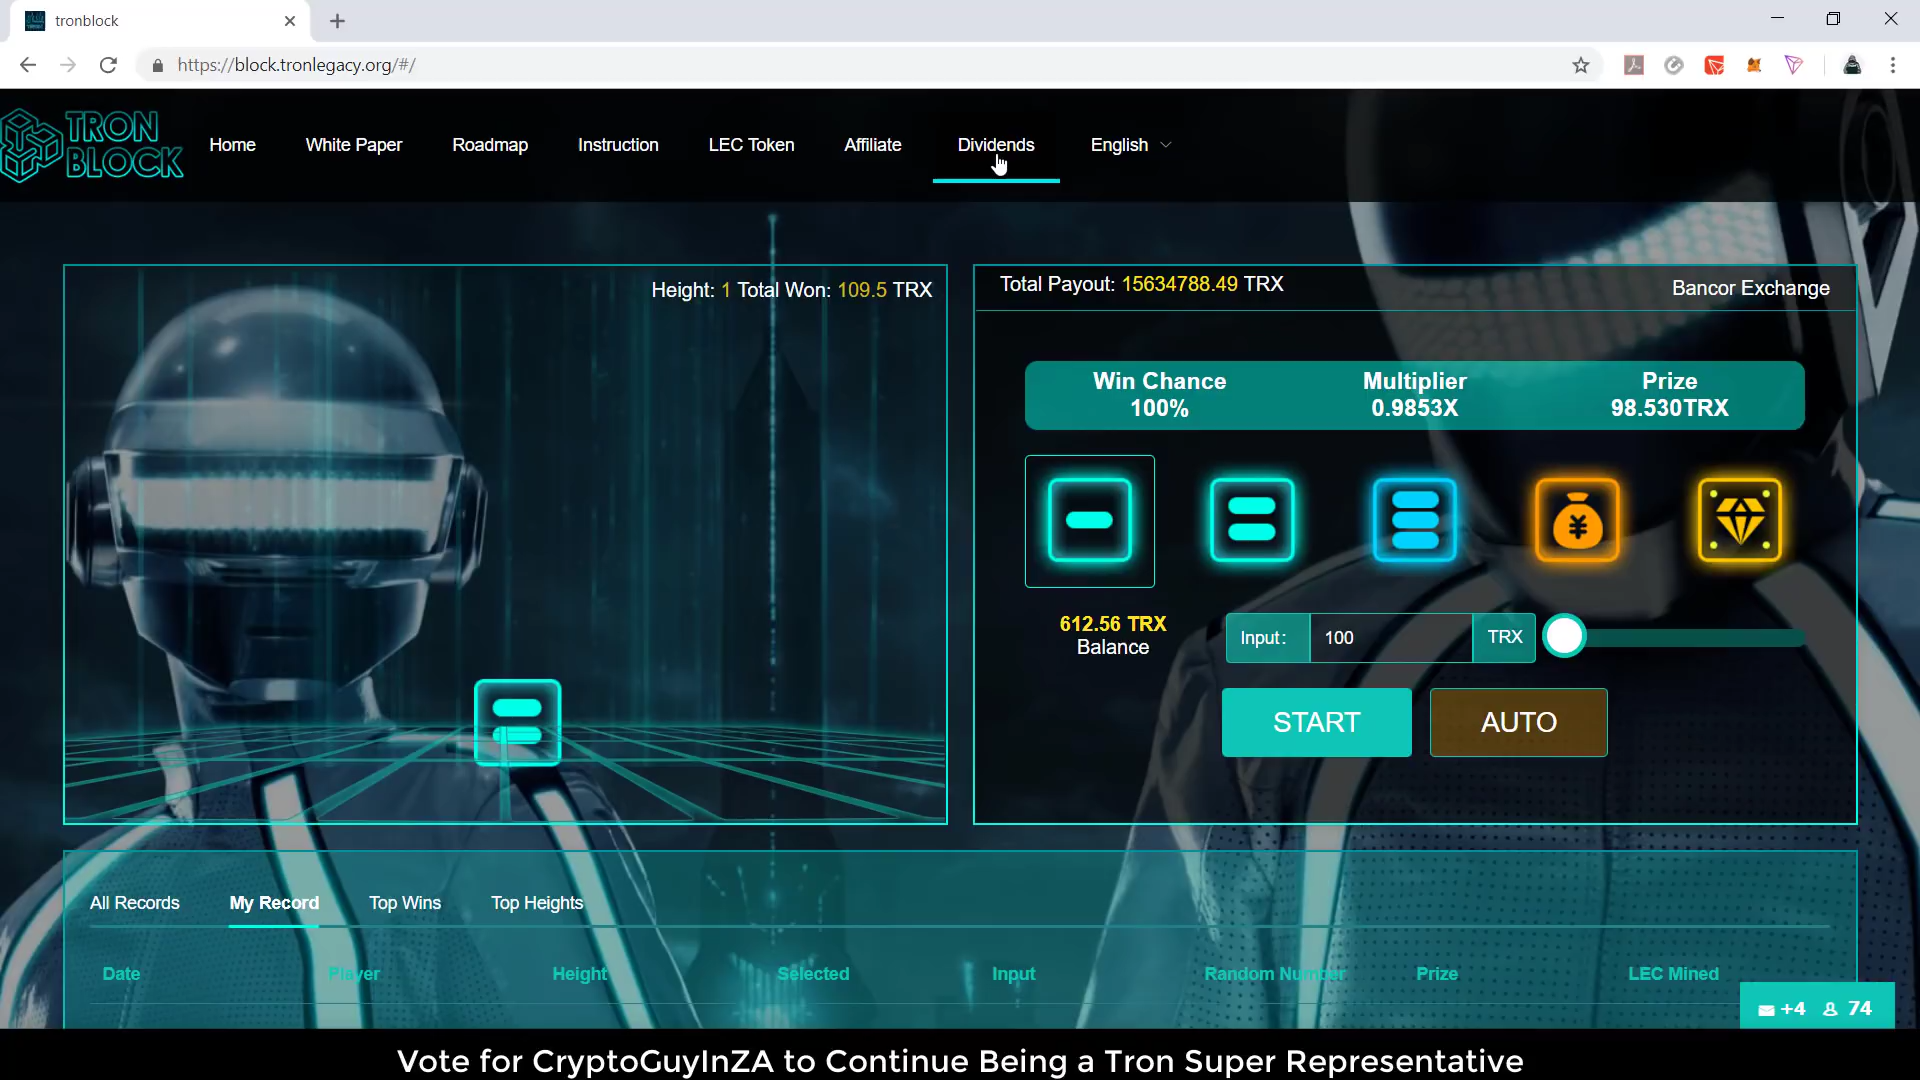 tronblock
https://block.tronlegacy.org/#/
TRON
BLOCK
Home White Paper Roadmap Instruction LEC Token Affiliate Dividends English
Height: 1 Total Won: 109.5 TRX
Total Payout: 15634788.49 TRX
Bancor Exchange
Win Chance Multiplier Prize
100% 0.9853X 98.530TRX
612.56 TRX
Balance
Input: 100 TRX
START AUTO
All Records My Record Top Wins Top Heights
Date Player Height Selected Input Random Number Prize LEC Mined
+4 74
Vote for CryptoGuyInZA to Continue Being a Tron Super Representative